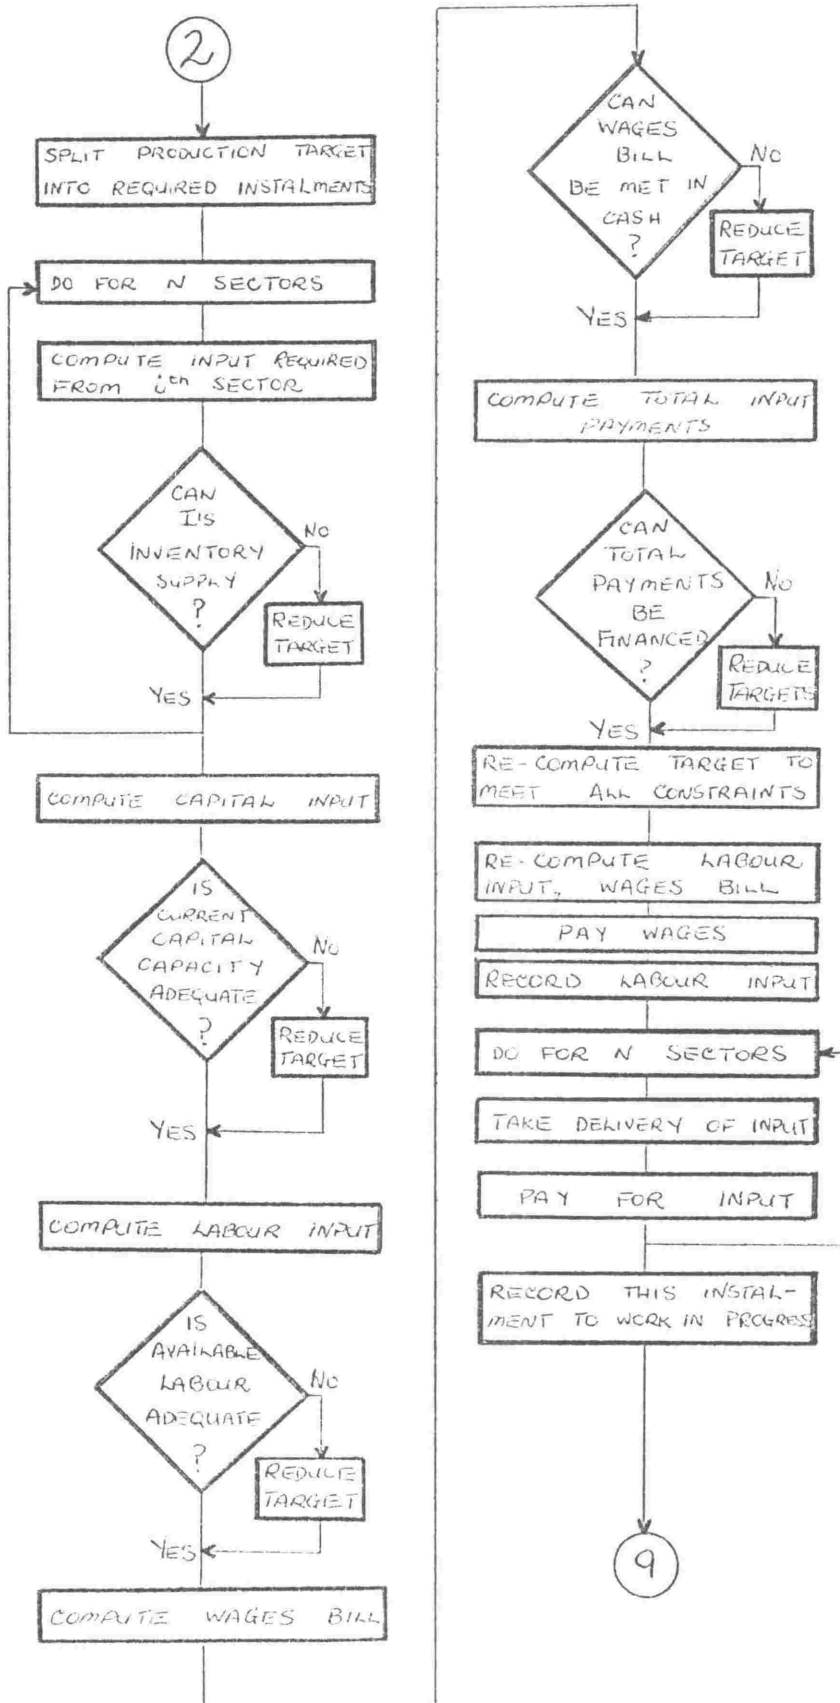 2
SPLIT PRODUCTION TARGET
INTO REQUIRED INSTALMENTS
DO FOR N SECTORS
COMPUTE INPUT REQUIRED
FROM ith SECTOR
CAN
I'S
INVENTORY
SUPPLY
?
NO
REDUCE
TARGET
YES
COMPUTE CAPITAL INPUT
IS
CURRENT
CAPITAL
CAPACITY
ADEQUATE
?
NO
REDUCE
TARGET
YES
COMPUTE LABOUR INPUT
IS
AVAILABLE
LABOUR
ADEQUATE
?
NO
REDUCE
TARGET
YES
COMPUTE WAGES BILL
CAN
WAGES
BILL
BE MET IN
CASH
?
NO
REDUCE
TARGET
YES
COMPUTE TOTAL INPUT
PAYMENTS
CAN
TOTAL
PAYMENTS
BE
FINANCED
?
NO
REDUCE
TARGETS
YES
RE-COMPUTE TARGET TO
MEET ALL CONSTRAINTS
RE-COMPUTE LABOUR
INPUT, WAGES BILL
PAY WAGES
RECORD LABOUR INPUT
DO FOR N SECTORS
TAKE DELIVERY OF INPUT
PAY FOR INPUT
RECORD THIS INSTAL-
MENT TO WORK IN PROGRESS
9